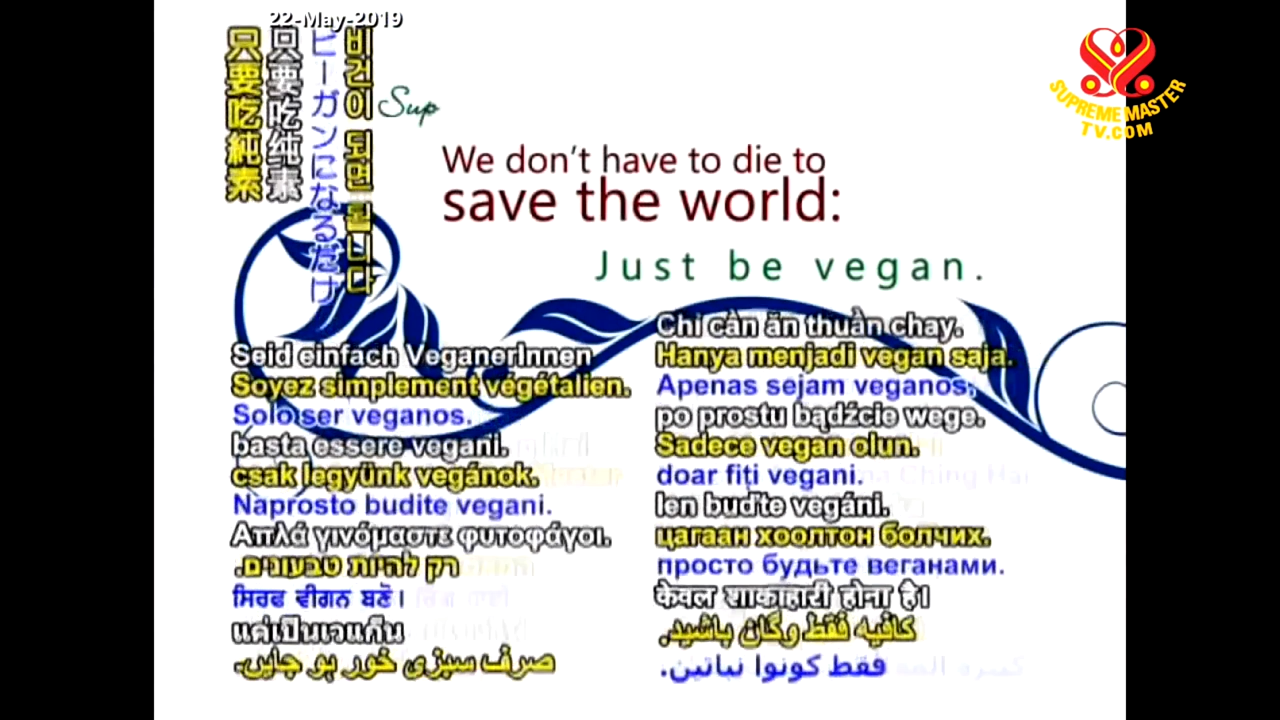 22-May-2019
只要吃純素
只要吃纯素
ビーガンになるだけ
비건이 되면 됩니다
Sup
SUPREME MASTER
TV.COM
We don't have to die to
save the world:
Just be vegan.
Seid einfach VeganerInnen
Soyez simplement végétalien.
Solo ser veganos.
basta essere vegani.
csak legyünk vegánok.
Naprosto budite vegani.
Απλά γινόμαστε φυτοφάγοι.
רק להיות טבעונים.
ਸਿਰਫ ਵੀਗਨ ਬਣੋ।
แค่เป็นเวแก็น
صرف سبزی خور ہو جایں.
Chỉ cần ăn thuần chay.
Hanya menjadi vegan saja.
Apenas sejam veganos,
po prostu bądźcie wege.
Sadece vegan olun.
doar fiți vegani.
len buďte vegáni.
цагаан хоолтон болчих.
просто будьте веганами.
केवल शाकाहारी होना है।
کافیه فقط وگان باشید.
فقط كونوا نباتين.